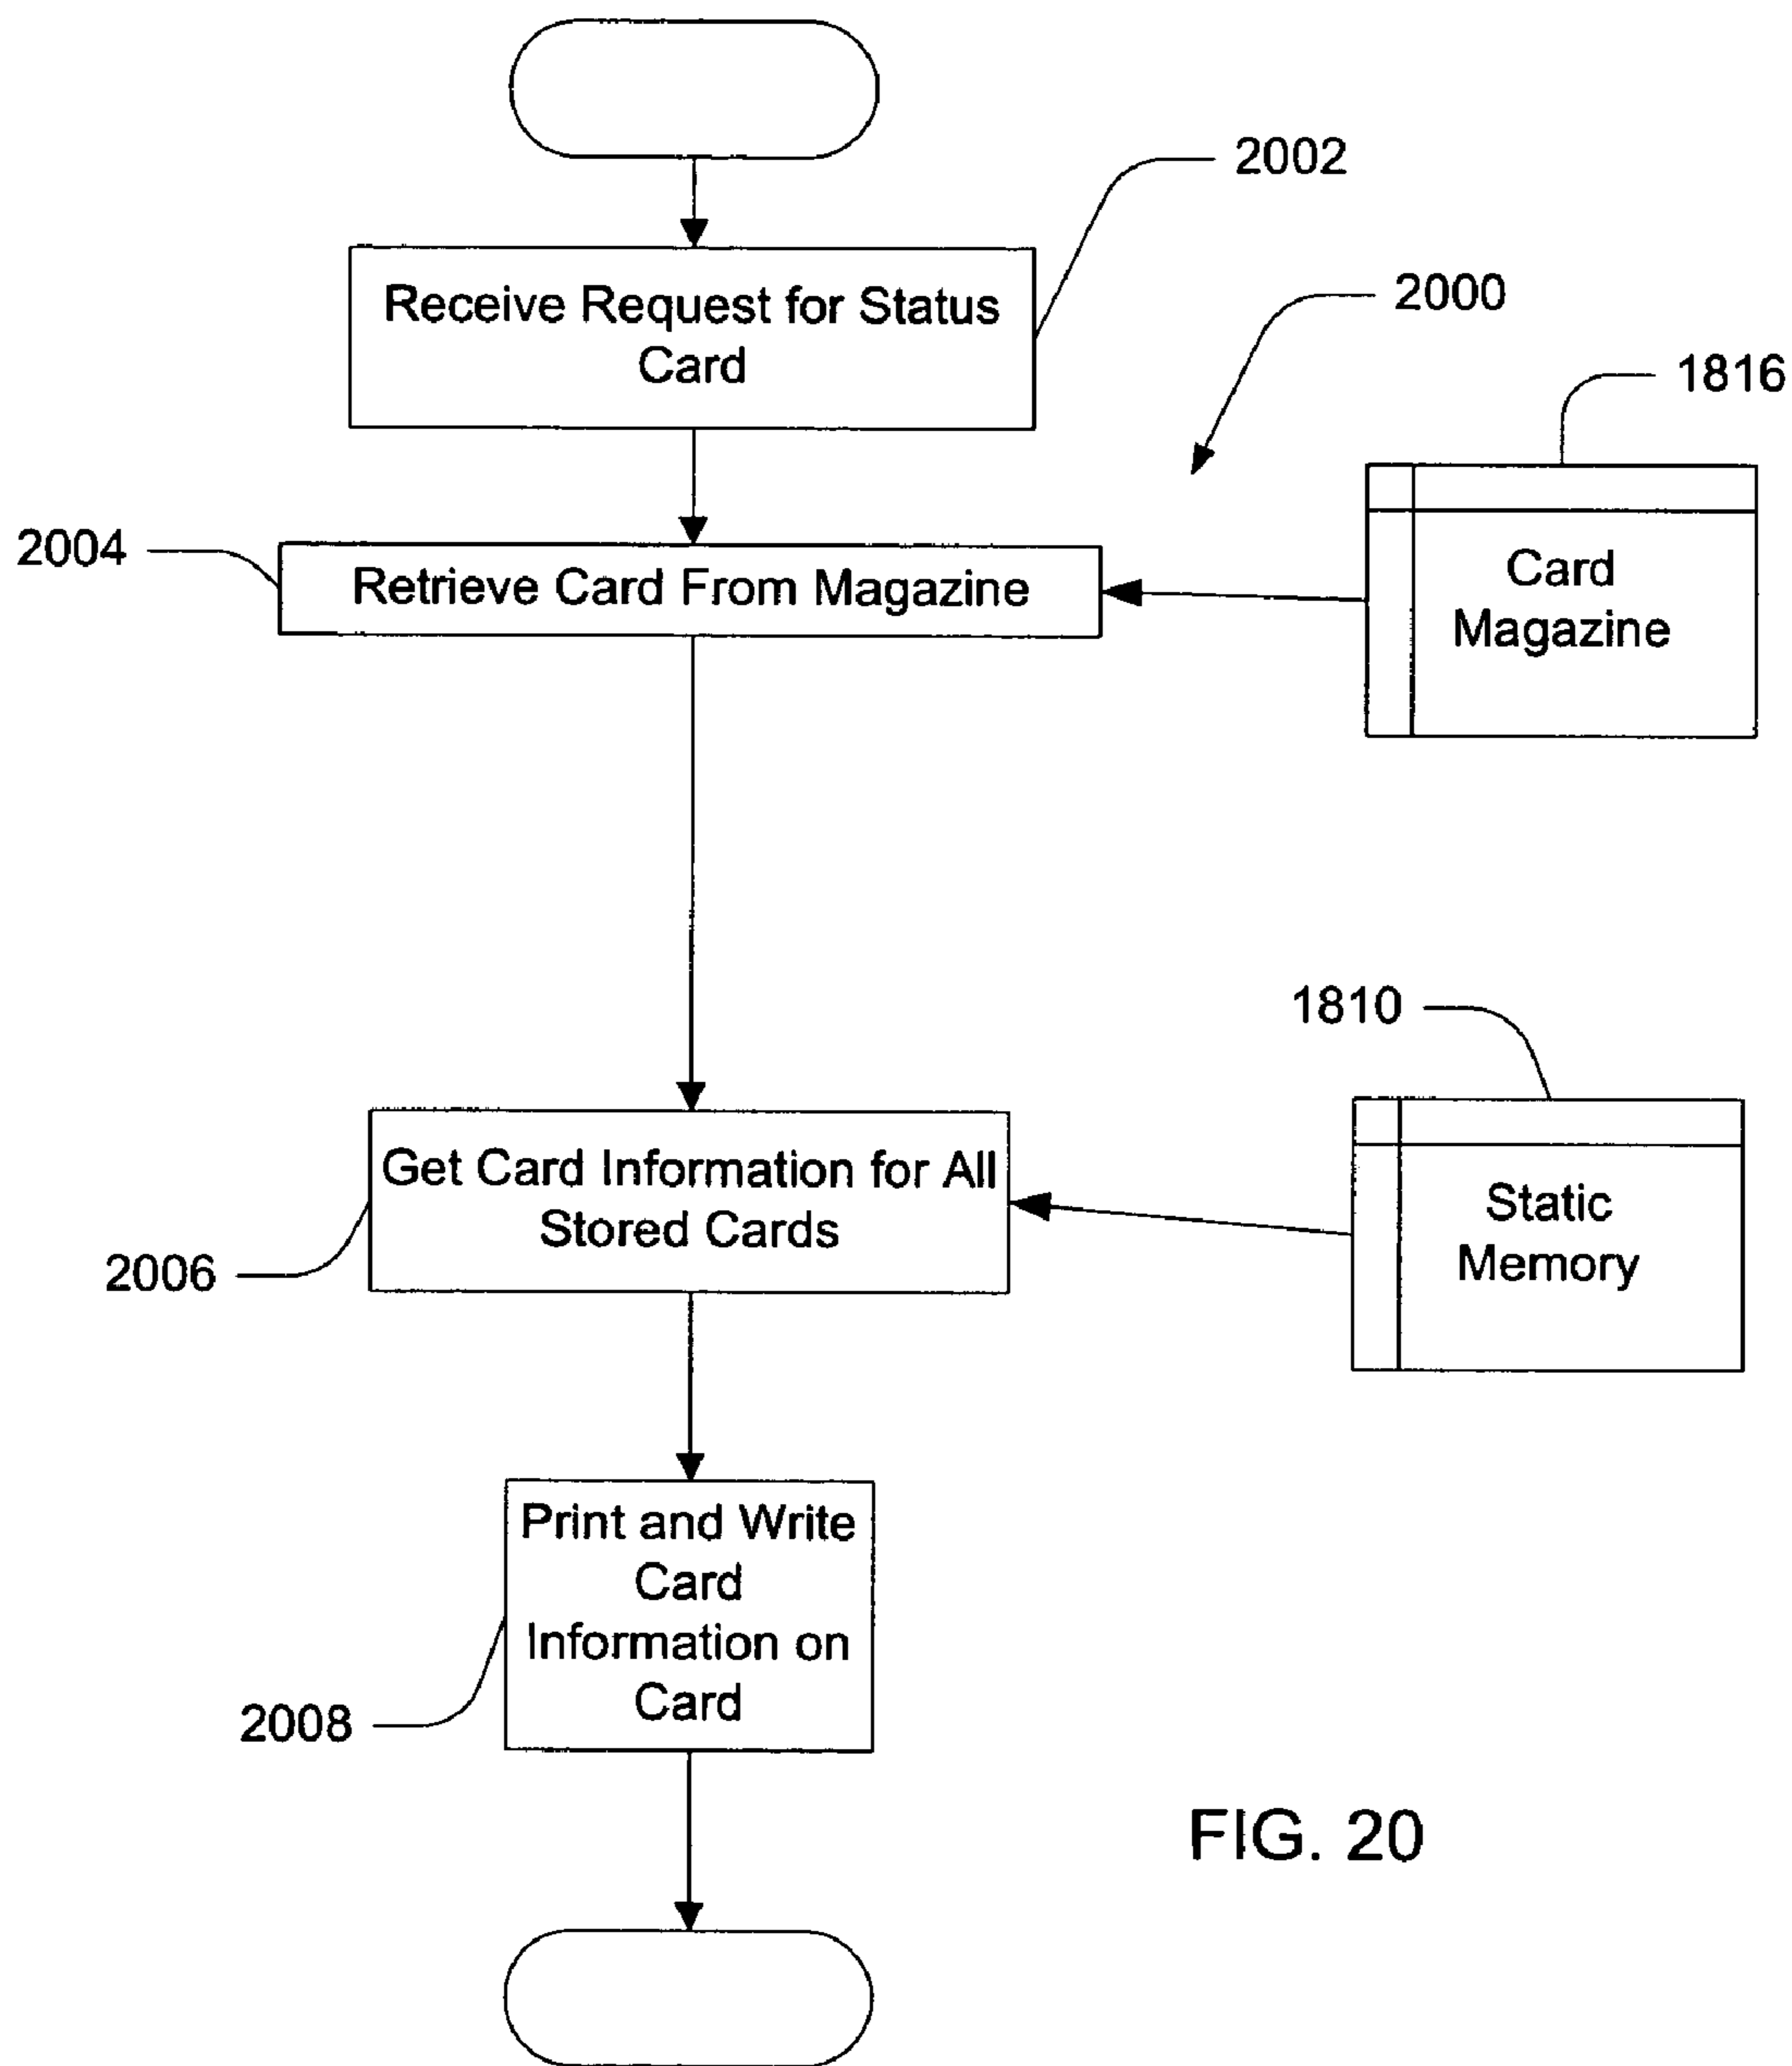 2002
Receive Request for Status
Card
2000
1816
2004
Retrieve Card From Magazine
Card
Magazine
1810
Get Card Information for All
Stored Cards
2006
Static
Memory
Print and Write
Card
Information on
Card
2008
FIG. 20